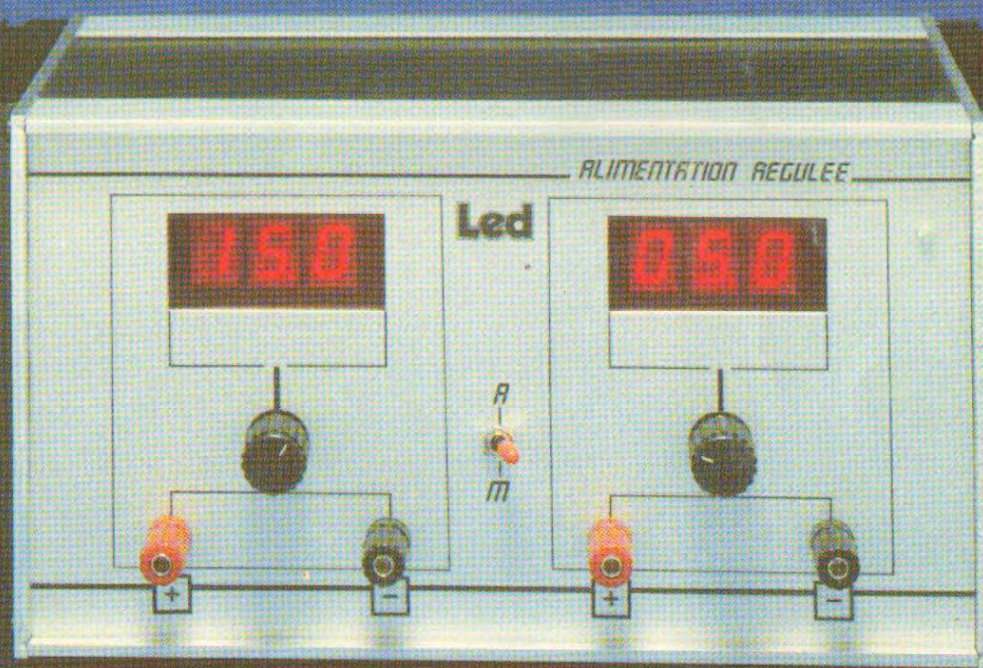 ALIMENTATION REGULEE
Led
150 050
A
M
+ - + -